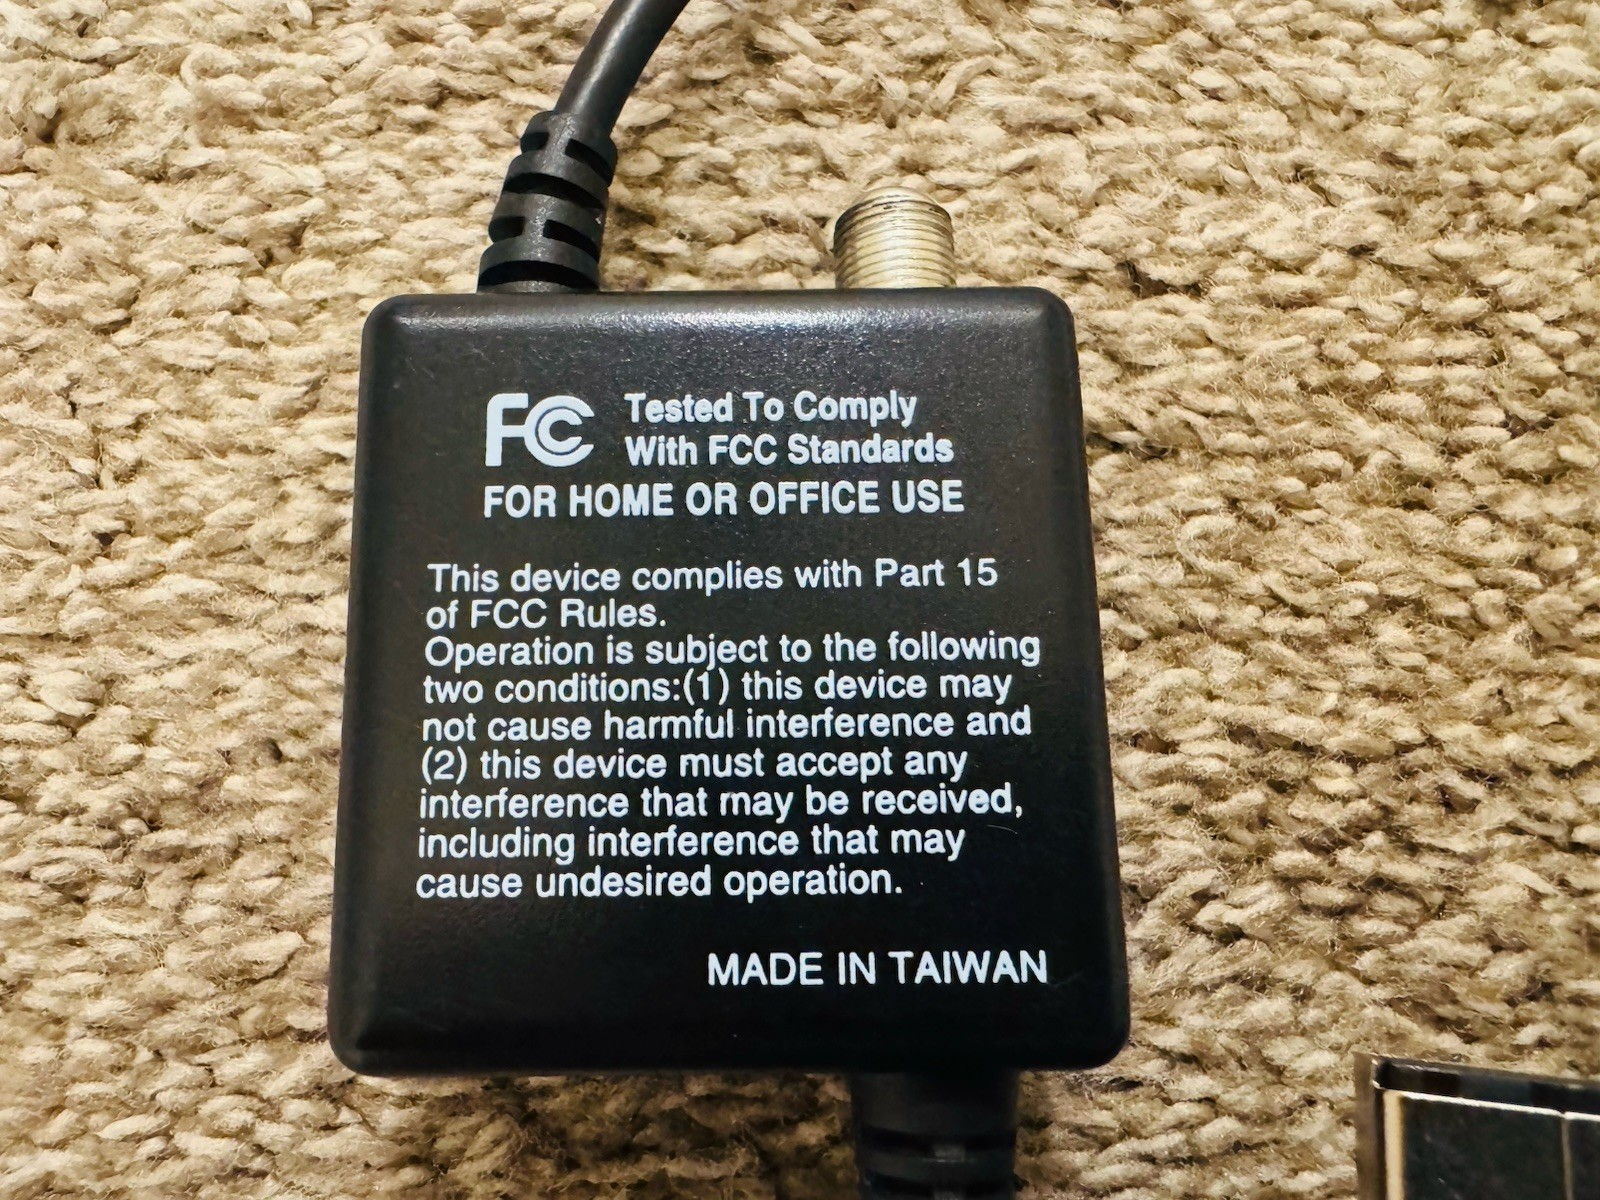 FC Tested To Comply
With FCC Standards
FOR HOME OR OFFICE USE
This device complies with Part 15
of FCC Rules.
Operation is subject to the following
two conditions:(1) this device may
not cause harmful interference and
(2) this device must accept any
interference that may be received,
including interference that may
cause undesired operation.
MADE IN TAIWAN